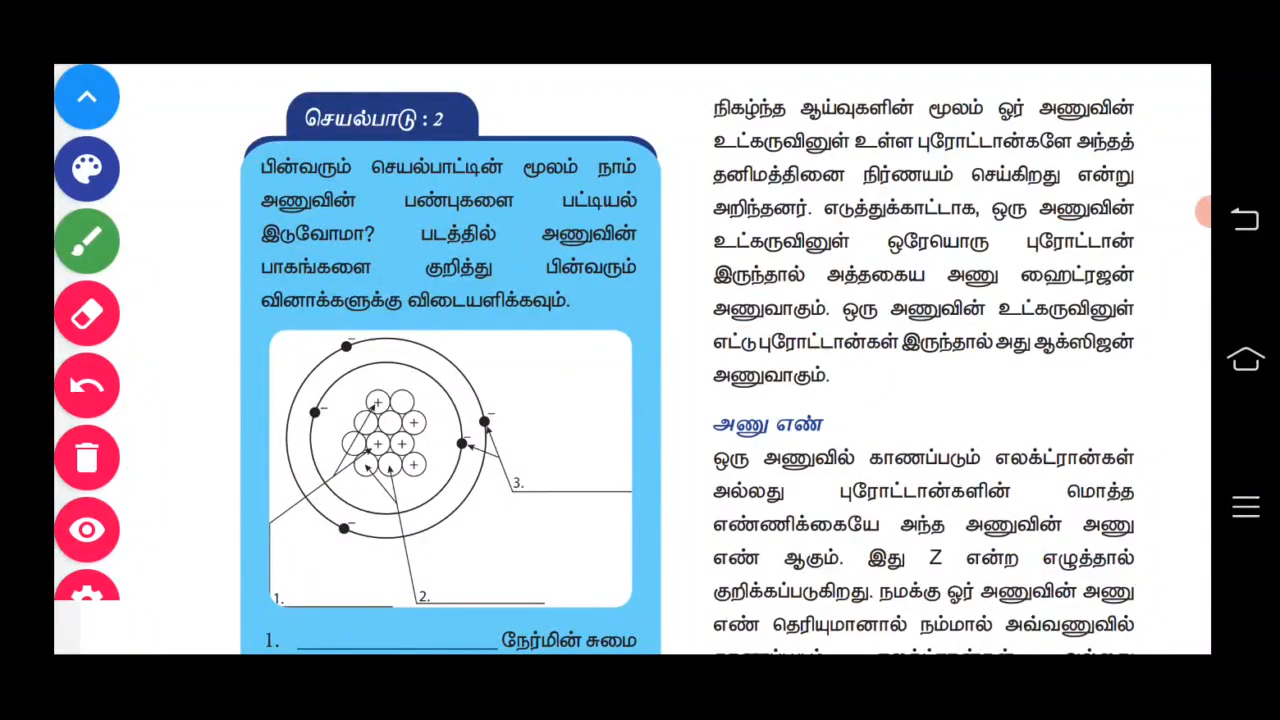 செயல்பாடு : 2
பின்வரும் செயல்பாட்டின் மூலம் நாம்
அணுவின் பண்புகளை பட்டியல்
இடுவோமா? படத்தில் அணுவின்
பாகங்களை குறித்து பின்வரும்
வினாக்களுக்கு விடையளிக்கவும்.
3.
1.
2.
1. ____________________ நேர்மின் சுமை
நிகழ்ந்த ஆய்வுகளின் மூலம் ஓர் அணுவின்
உட்கருவினுள் உள்ள புரோட்டான்களே அந்தத்
தனிமத்தினை நிர்ணயம் செய்கிறது என்று
அறிந்தனர். எடுத்துக்காட்டாக, ஒரு அணுவின்
உட்கருவினுள் ஒரேயொரு புரோட்டான்
இருந்தால் அத்தகைய அணு ஹைட்ரஜன்
அணுவாகும். ஒரு அணுவின் உட்கருவினுள்
எட்டு புரோட்டான்கள் இருந்தால் அது ஆக்ஸிஜன்
அணுவாகும்.
அணு எண்
ஒரு அணுவில் காணப்படும் எலக்ட்ரான்கள்
அல்லது புரோட்டான்களின் மொத்த
எண்ணிக்கையே அந்த அணுவின் அணு
எண் ஆகும். இது Z என்ற எழுத்தால்
குறிக்கப்படுகிறது. நமக்கு ஓர் அணுவின் அணு
எண் தெரியுமானால் நம்மால் அவ்வணுவில்